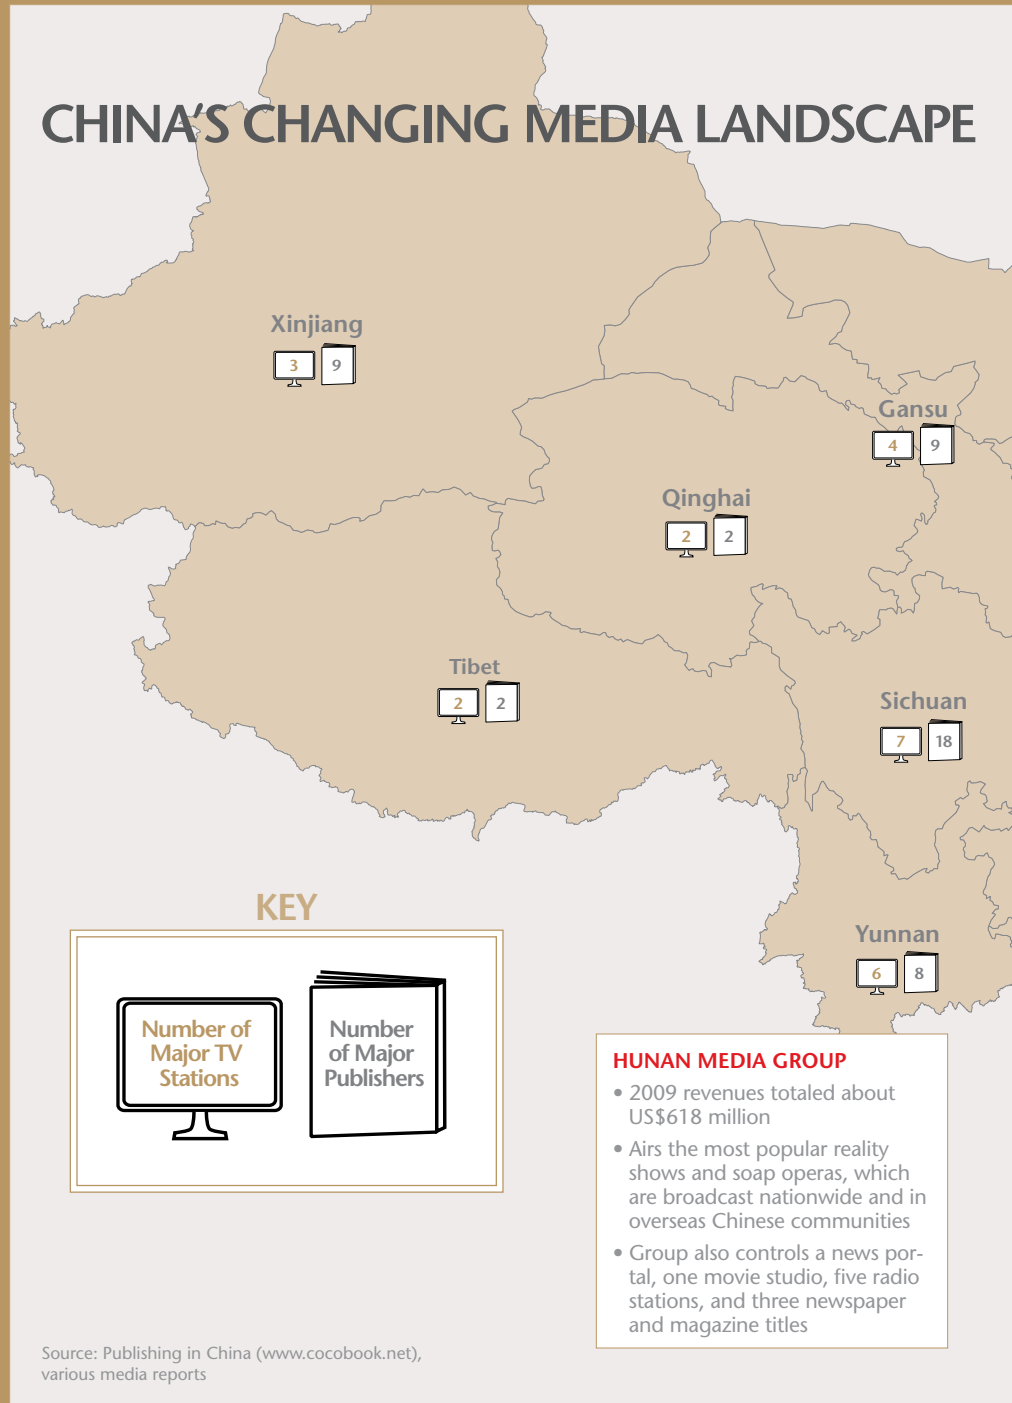 CHINA'S CHANGING MEDIA LANDSCAPE
Xinjiang
3 9
Gansu
4 9
Qinghai
2 2
Tibet
2 2
Sichuan
7 18
Yunnan
6 8
KEY
Number of
Major TV
Stations
Number
of Major
Publishers
HUNAN MEDIA GROUP
• 2009 revenues totaled about
US$618 million
• Airs the most popular reality
shows and soap operas, which
are broadcast nationwide and in
overseas Chinese communities
• Group also controls a news por-
tal, one movie studio, five radio
stations, and three newspaper
and magazine titles
Source: Publishing in China (www.cocobook.net),
various media reports